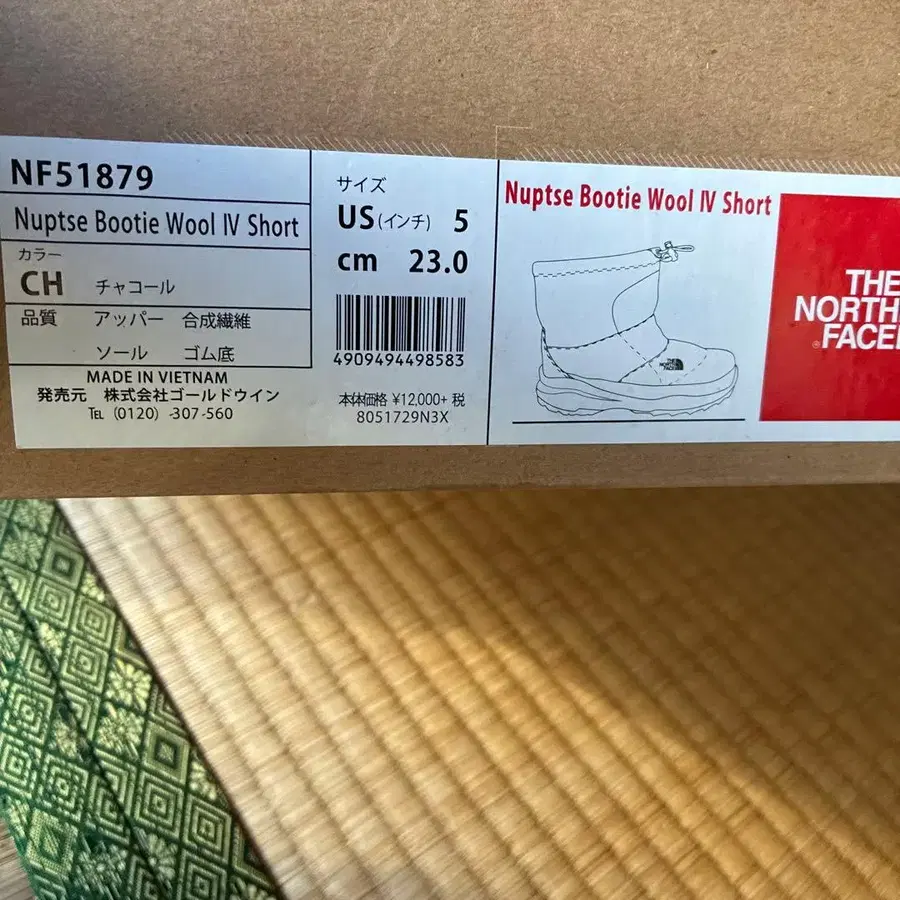 NF51879
Nuptse Bootie Wool IV Short
カラー
CH チャコール
品質 アッパー 合成繊維
ソール ゴム底
MADE IN VIETNAM
発売元 株式会社ゴールドウイン
TEL (0120) -307-560
サイズ
US (インチ) 5
cm 23.0
4909494498583
本体価格 ¥12,000+ 税
8051729N3X
Nuptse Bootie Wool IV Short
THE NORTH FACE
THE
NORTH
FACE